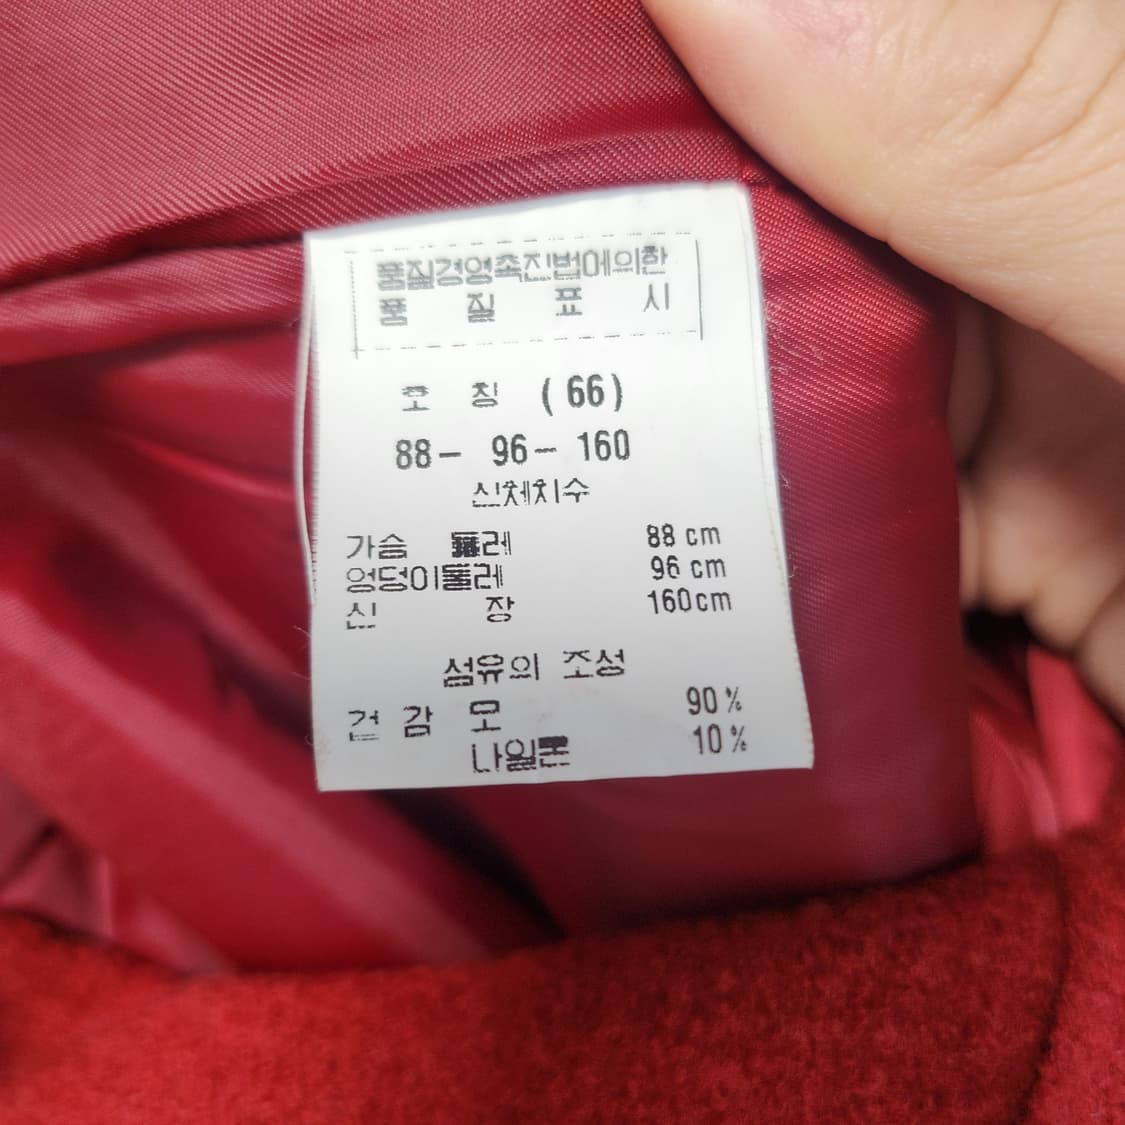 품질경영촉진법에의한
품 질 표 시
호 칭 (66)
88- 96- 160
신체치수
가슴 둘레 88 cm
엉덩이둘레 96 cm
신 장 160cm
섬유의 조성
겉 감 모 90 %
나일론 10 %